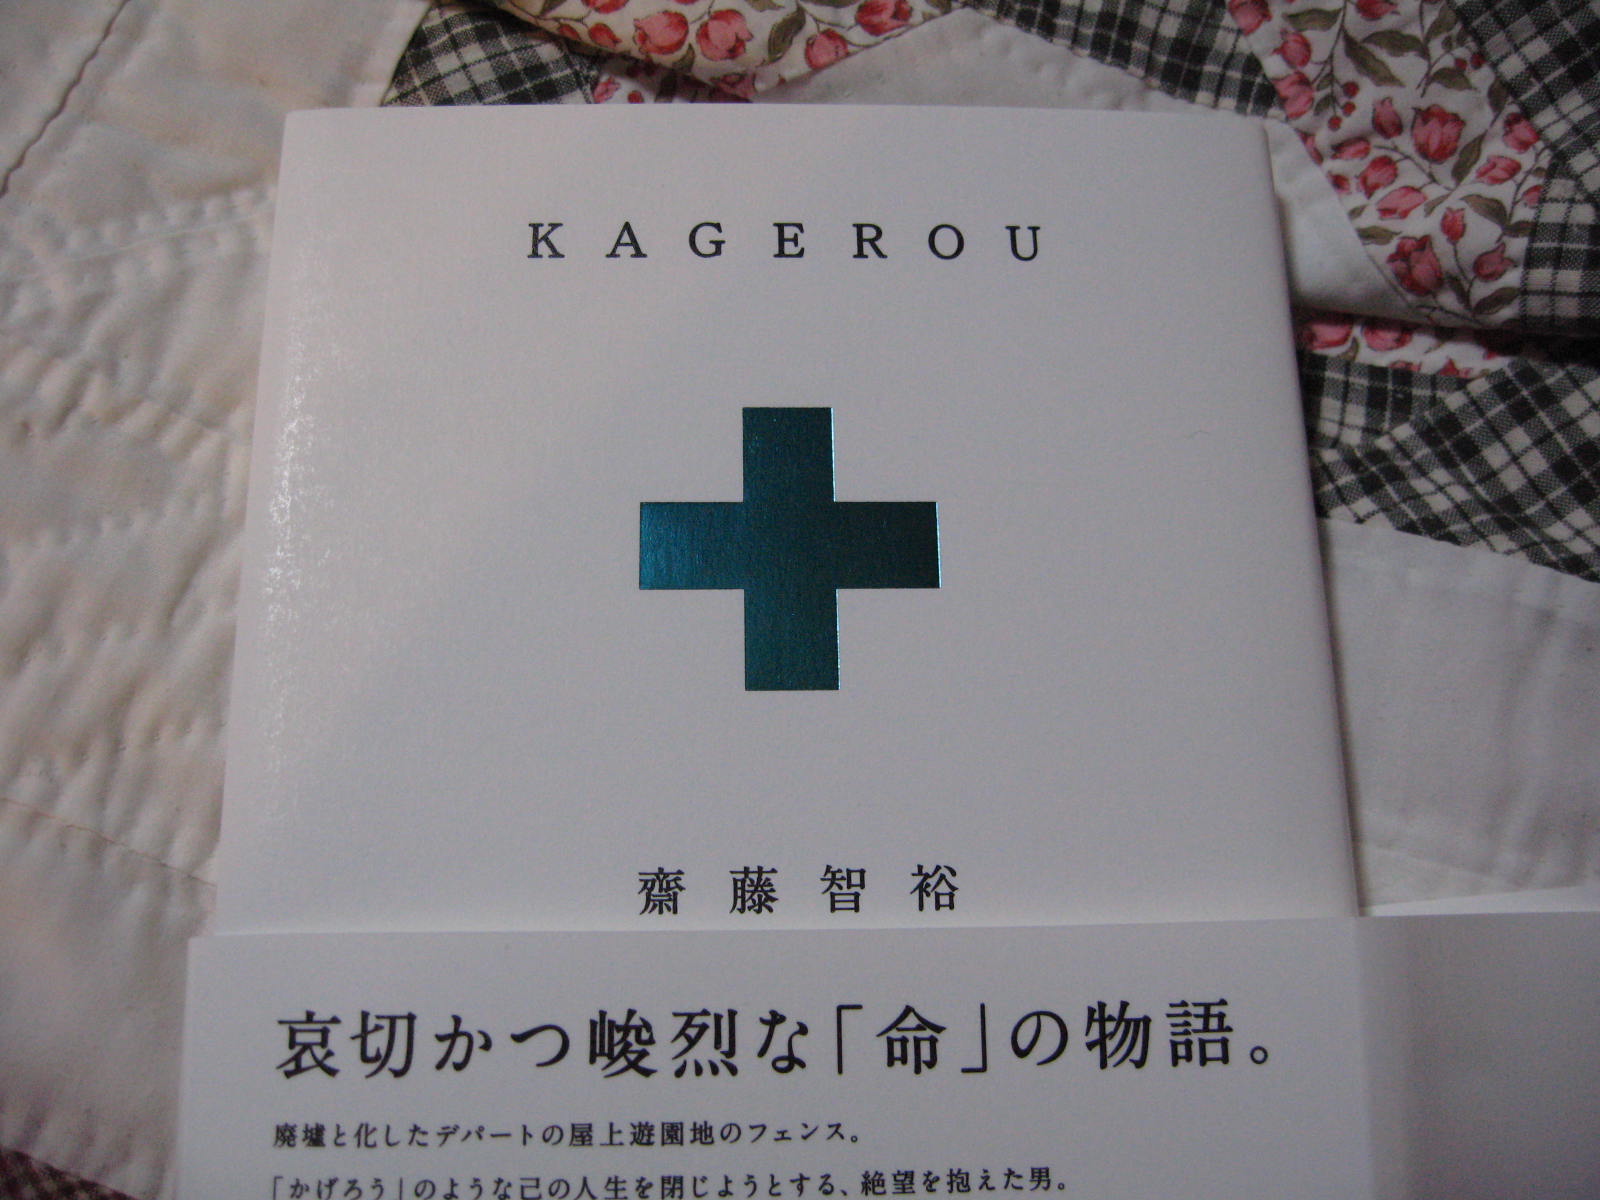 KAGEROU
齋藤智裕
哀切かつ峻烈な「命」の物語。
廃墟と化したデパートの屋上遊園地のフェンス。
「かげろう」のような己の人生を閉じようとする、絶望を抱えた男。